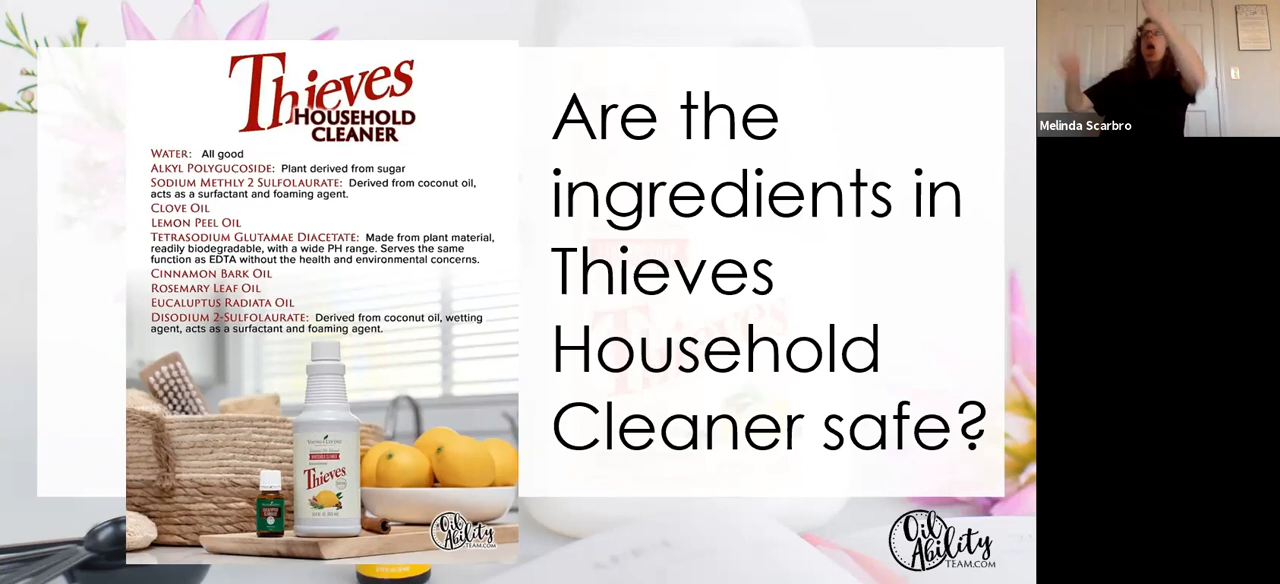 Thieves
HOUSEHOLD
CLEANER
WATER: All good
ALKYL POLYGUCOSIDE: Plant derived from sugar
SODIUM METHLY 2 SULFOLAURATE: Derived from coconut oil,
acts as a surfactant and foaming agent.
CLOVE OIL
LEMON PEEL OIL
TETRASODIUM GLUTAMAE DIACETATE: Made from plant material,
readily biodegradable, with a wide PH range. Serves the same
function as EDTA without the health and environmental concerns.
CINNAMON BARK OIL
ROSEMARY LEAF OIL
EUCALUPTUS RADIATA OIL
DISODIUM 2-SULFOLAURATE: Derived from coconut oil, wetting
agent, acts as a surfactant and foaming agent.
YOUNG LIVING
Thieves
Oil
Ability
TEAM.COM
Are the
ingredients in
Thieves
Household
Cleaner safe?
Oil
Ability
TEAM.COM
Melinda Scarbro